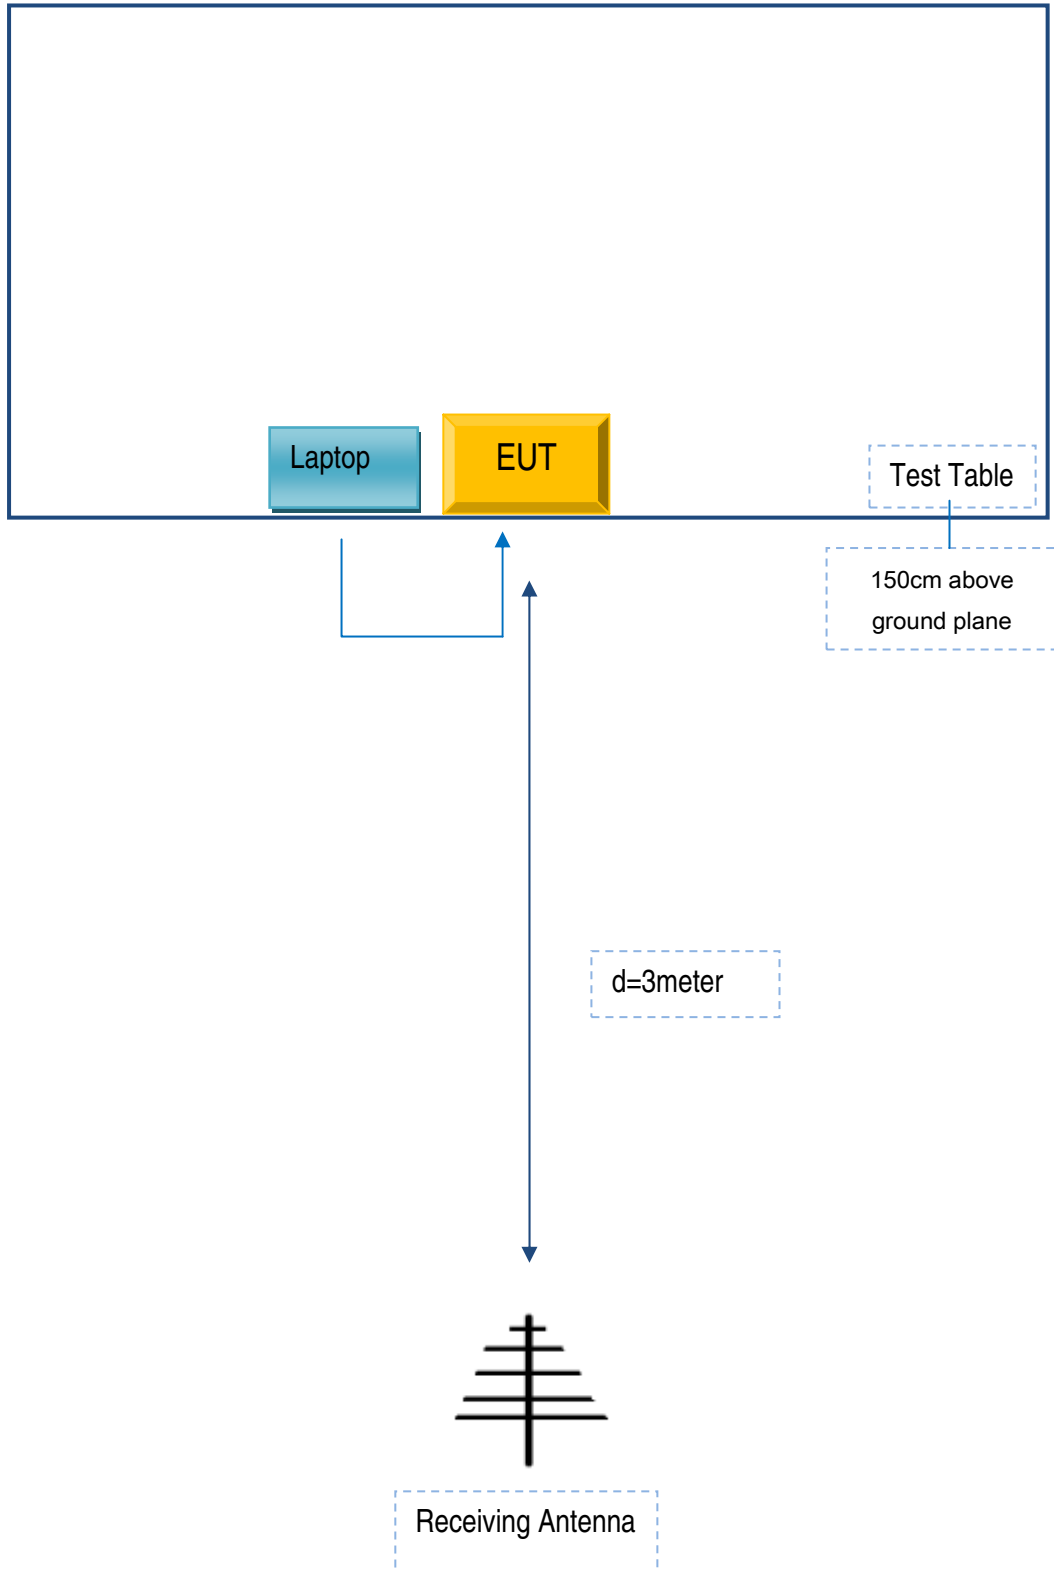 Laptop
EUT
Test Table
150cm above
ground plane
d=3meter
Receiving Antenna